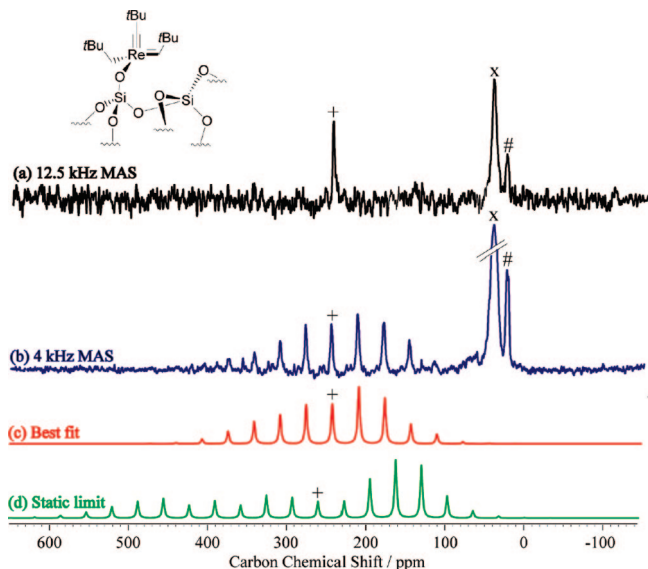 tBu
tBu
tBu
Re
O
O
O
O
Si
O
Si
O
O
O
x
+
#
(a) 12.5 kHz MAS
x
#
+
(b) 4 kHz MAS
+
(c) Best fit
+
(d) Static limit
600 500 400 300 200 100 0 -100
Carbon Chemical Shift / ppm